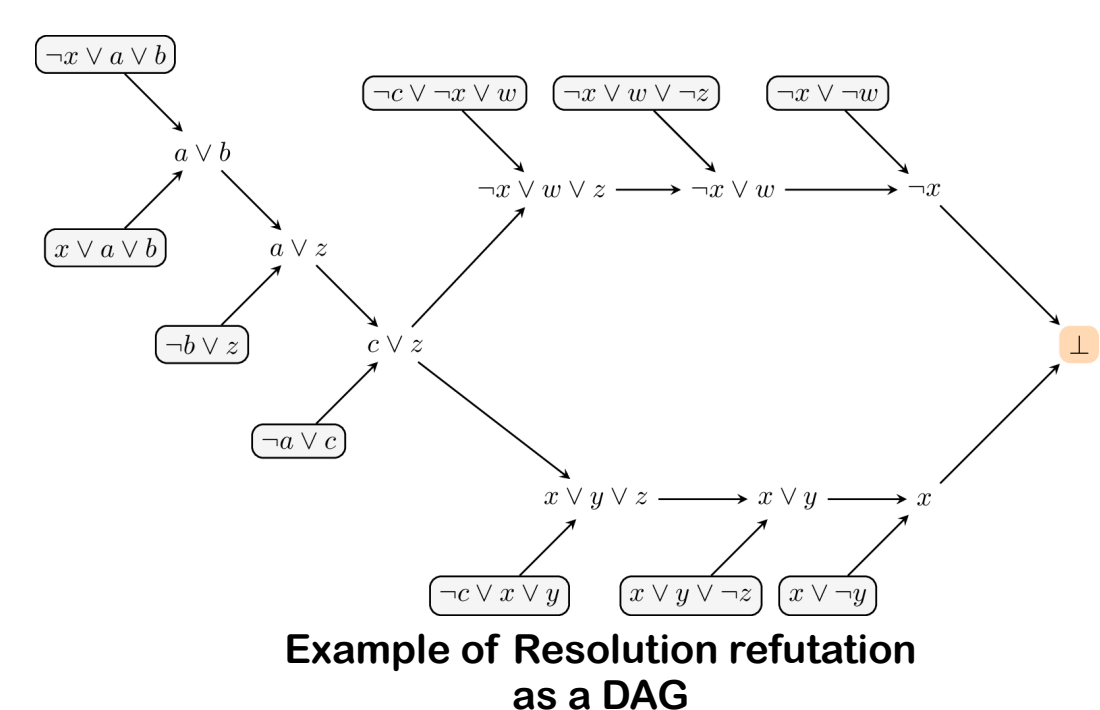 ¬x ∨ a ∨ b
¬c ∨ ¬x ∨ w
¬x ∨ w ∨ ¬z
¬x ∨ ¬w
a ∨ b
¬x ∨ w ∨ z
¬x ∨ w
¬x
x ∨ a ∨ b
a ∨ z
¬b ∨ z
c ∨ z
⊥
¬a ∨ c
x ∨ y ∨ z
x ∨ y
x
¬c ∨ x ∨ y
x ∨ y ∨ ¬z
x ∨ ¬y
Example of Resolution refutation
as a DAG